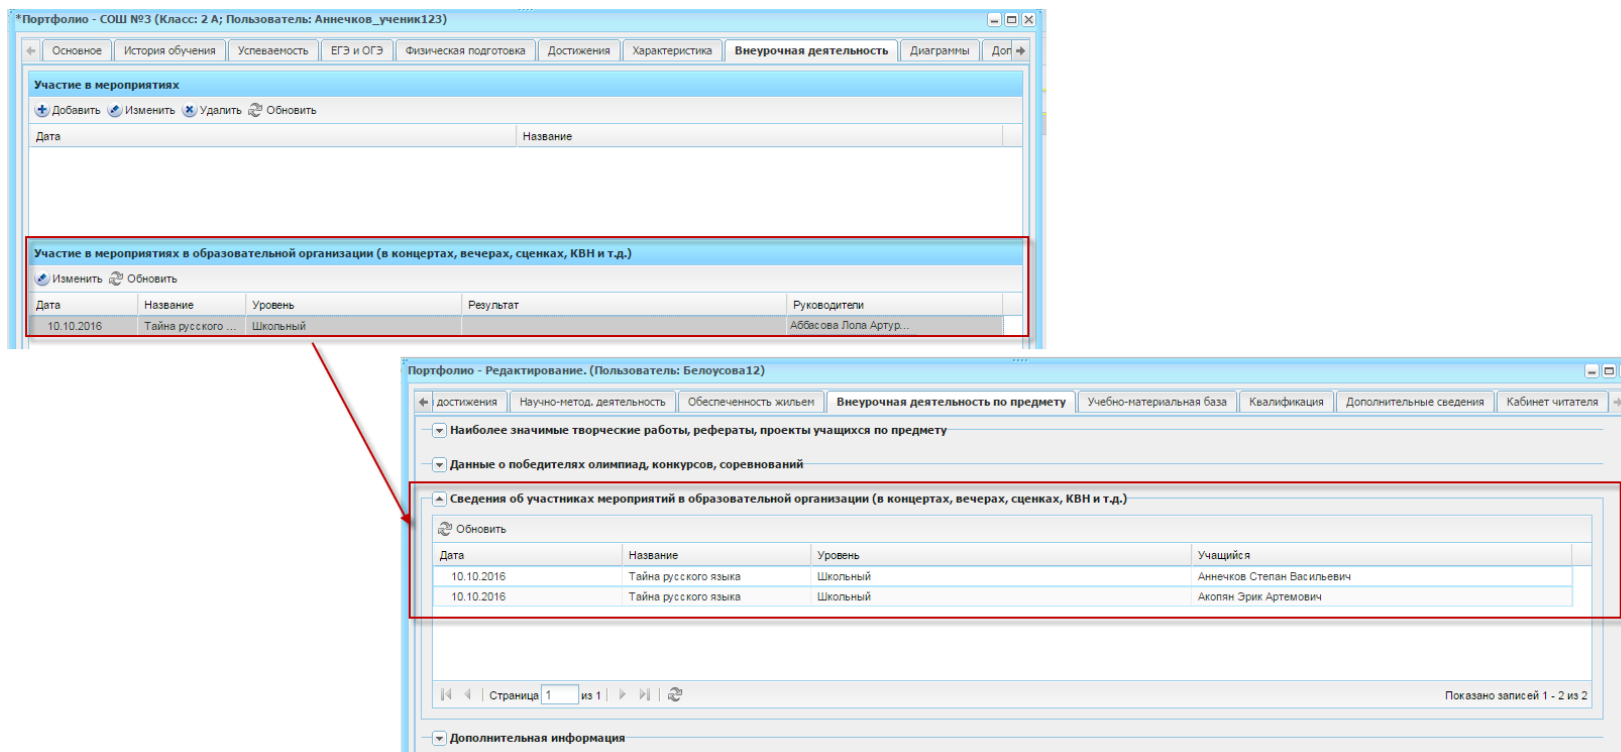 *Портфолио - СОШ №3 (Класс: 2 А; Пользователь: Аннечков_ученик123)
Основное История обучения Успеваемость ЕГЭ и ОГЭ Физическая подготовка Достижения Характеристика Внеурочная деятельность Диаграммы Доп
Участие в мероприятиях
Добавить Изменить Удалить Обновить
Дата Название
Участие в мероприятиях в образовательной организации (в концертах, вечерах, сценках, КВН и т.д.)
Изменить Обновить
Дата Название Уровень Результат Руководители
10.10.2016 Тайна русского ... Школьный Аббасова Лола Артур...
Портфолио - Редактирование. (Пользователь: Белоусова12)
достижения Научно-метод. деятельность Обеспеченность жильем Внеурочная деятельность по предмету Учебно-материальная база Квалификация Дополнительные сведения Кабинет читателя
Наиболее значимые творческие работы, рефераты, проекты учащихся по предмету
Данные о победителях олимпиад, конкурсов, соревнований
Сведения об участниках мероприятий в образовательной организации (в концертах, вечерах, сценках, КВН и т.д.)
Обновить
Дата Название Уровень Учащийся
10.10.2016 Тайна русского языка Школьный Аннечков Степан Васильевич
10.10.2016 Тайна русского языка Школьный Акопян Эрик Артемович
Страница 1 из 1 Показано записей 1 - 2 из 2
Дополнительная информация